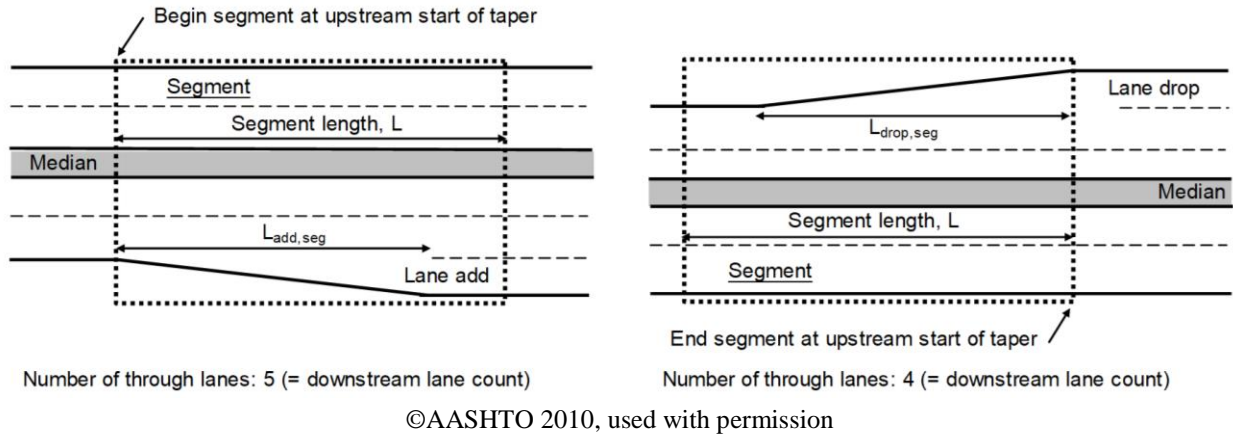 Begin segment at upstream start of taper
Segment
Segment length, L
Median
L_add,seg
Lane add
Number of through lanes: 5 (= downstream lane count)
Lane drop
L_drop,seg
Median
Segment length, L
Segment
End segment at upstream start of taper
Number of through lanes: 4 (= downstream lane count)
©AASHTO 2010, used with permission